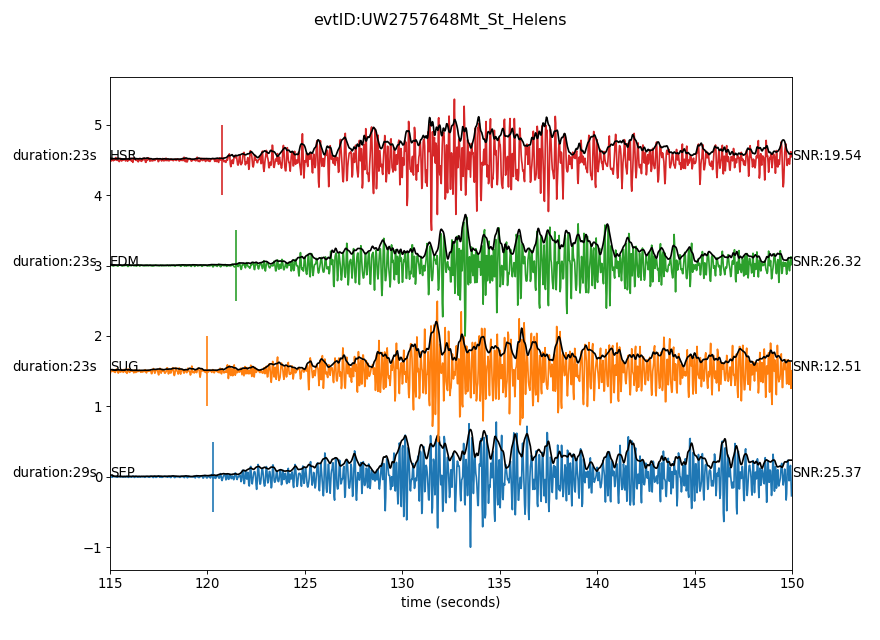 evtID:UW2757648Mt_St_Helens
5
duration:23s HSR SNR:19.54
4
duration:23s 3 EDM SNR:26.32
2
duration:23s SUG SNR:12.51
1
duration:29s 0 SEP SNR:25.37
−1
115 120 125 130 135 140 145 150
time (seconds)